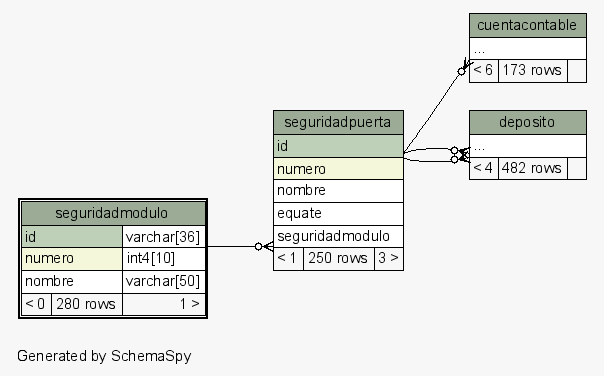 cuentacontable
...
< 6 173 rows
seguridadpuerta
id
numero
nombre
equate
seguridadmodulo
< 1 250 rows 3 >
deposito
...
< 4 482 rows
seguridadmodulo
id varchar[36]
numero int4[10]
nombre varchar[50]
< 0 280 rows 1 >
Generated by SchemaSpy